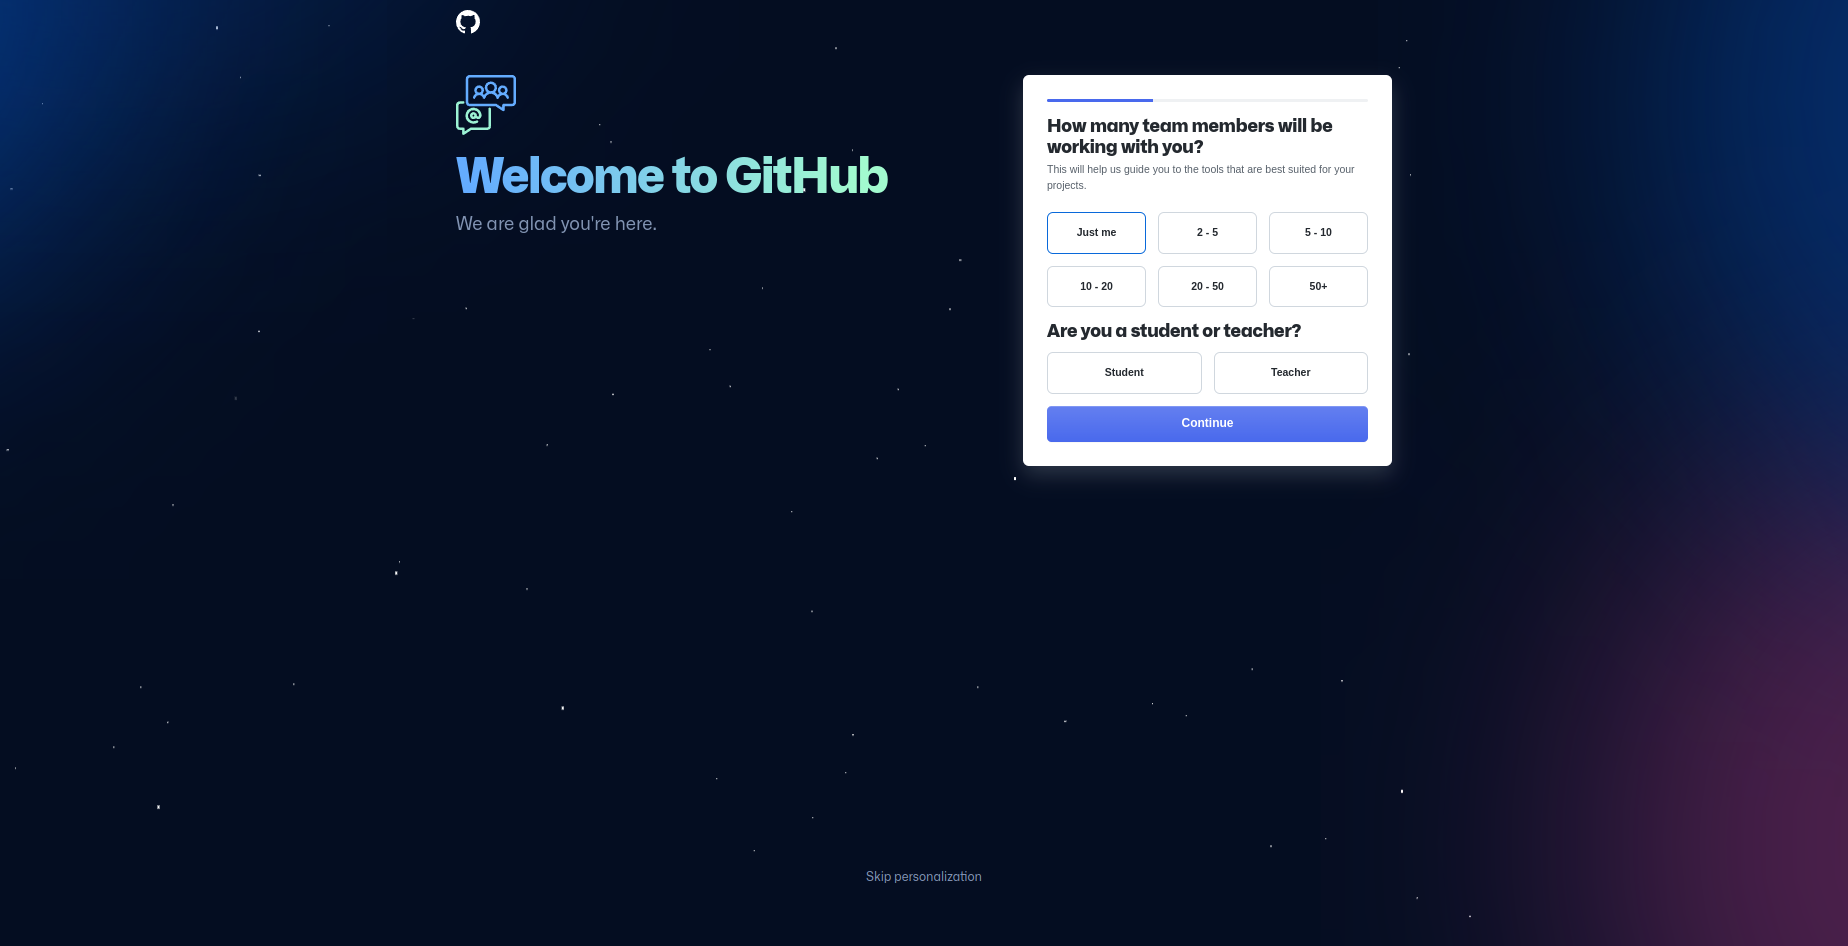 Welcome to GitHub
We are glad you're here.
How many team members will be
working with you?
This will help us guide you to the tools that are best suited for your
projects.
Just me
2 - 5
5 - 10
10 - 20
20 - 50
50+
Are you a student or teacher?
Student
Teacher
Continue
Skip personalization